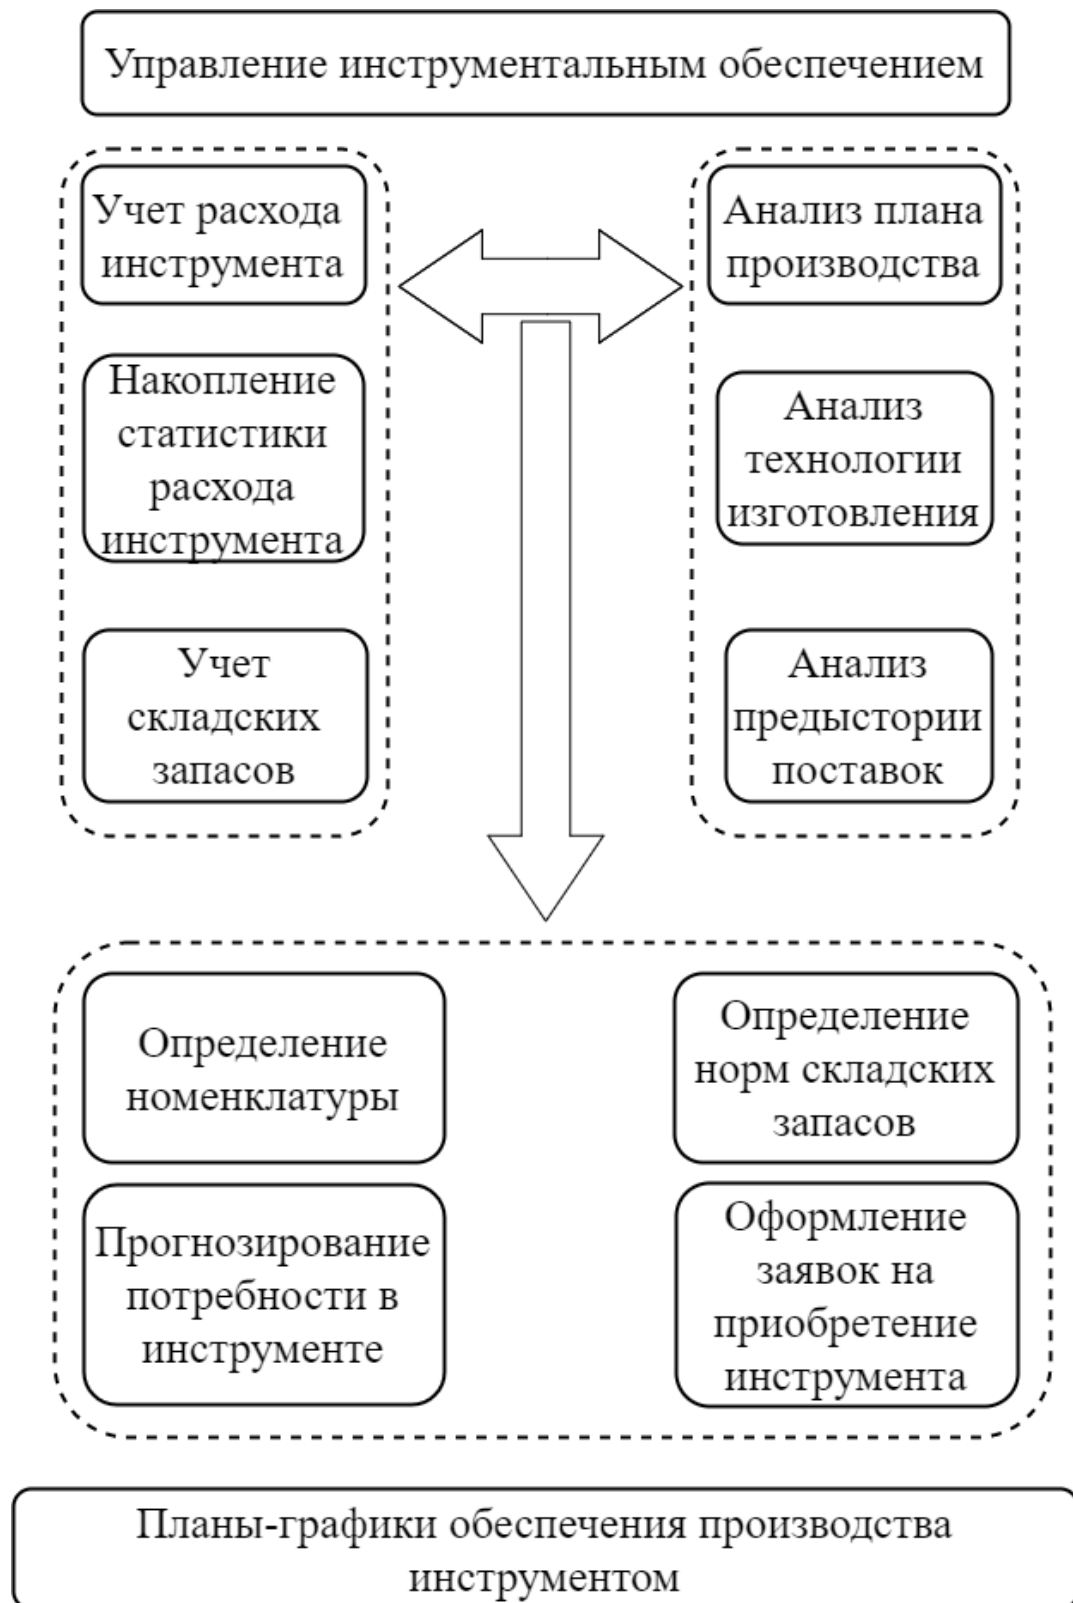 Управление инструментальным обеспечением
Учет расхода
инструмента
Накопление
статистики
расхода
инструмента
Учет
складских
запасов
Анализ плана
производства
Анализ
технологии
изготовления
Анализ
предыстории
поставок
Определение
номенклатуры
Определение
норм складских
запасов
Прогнозирование
потребности в
инструменте
Оформление
заявок на
приобретение
инструмента
Планы-графики обеспечения производства
инструментом